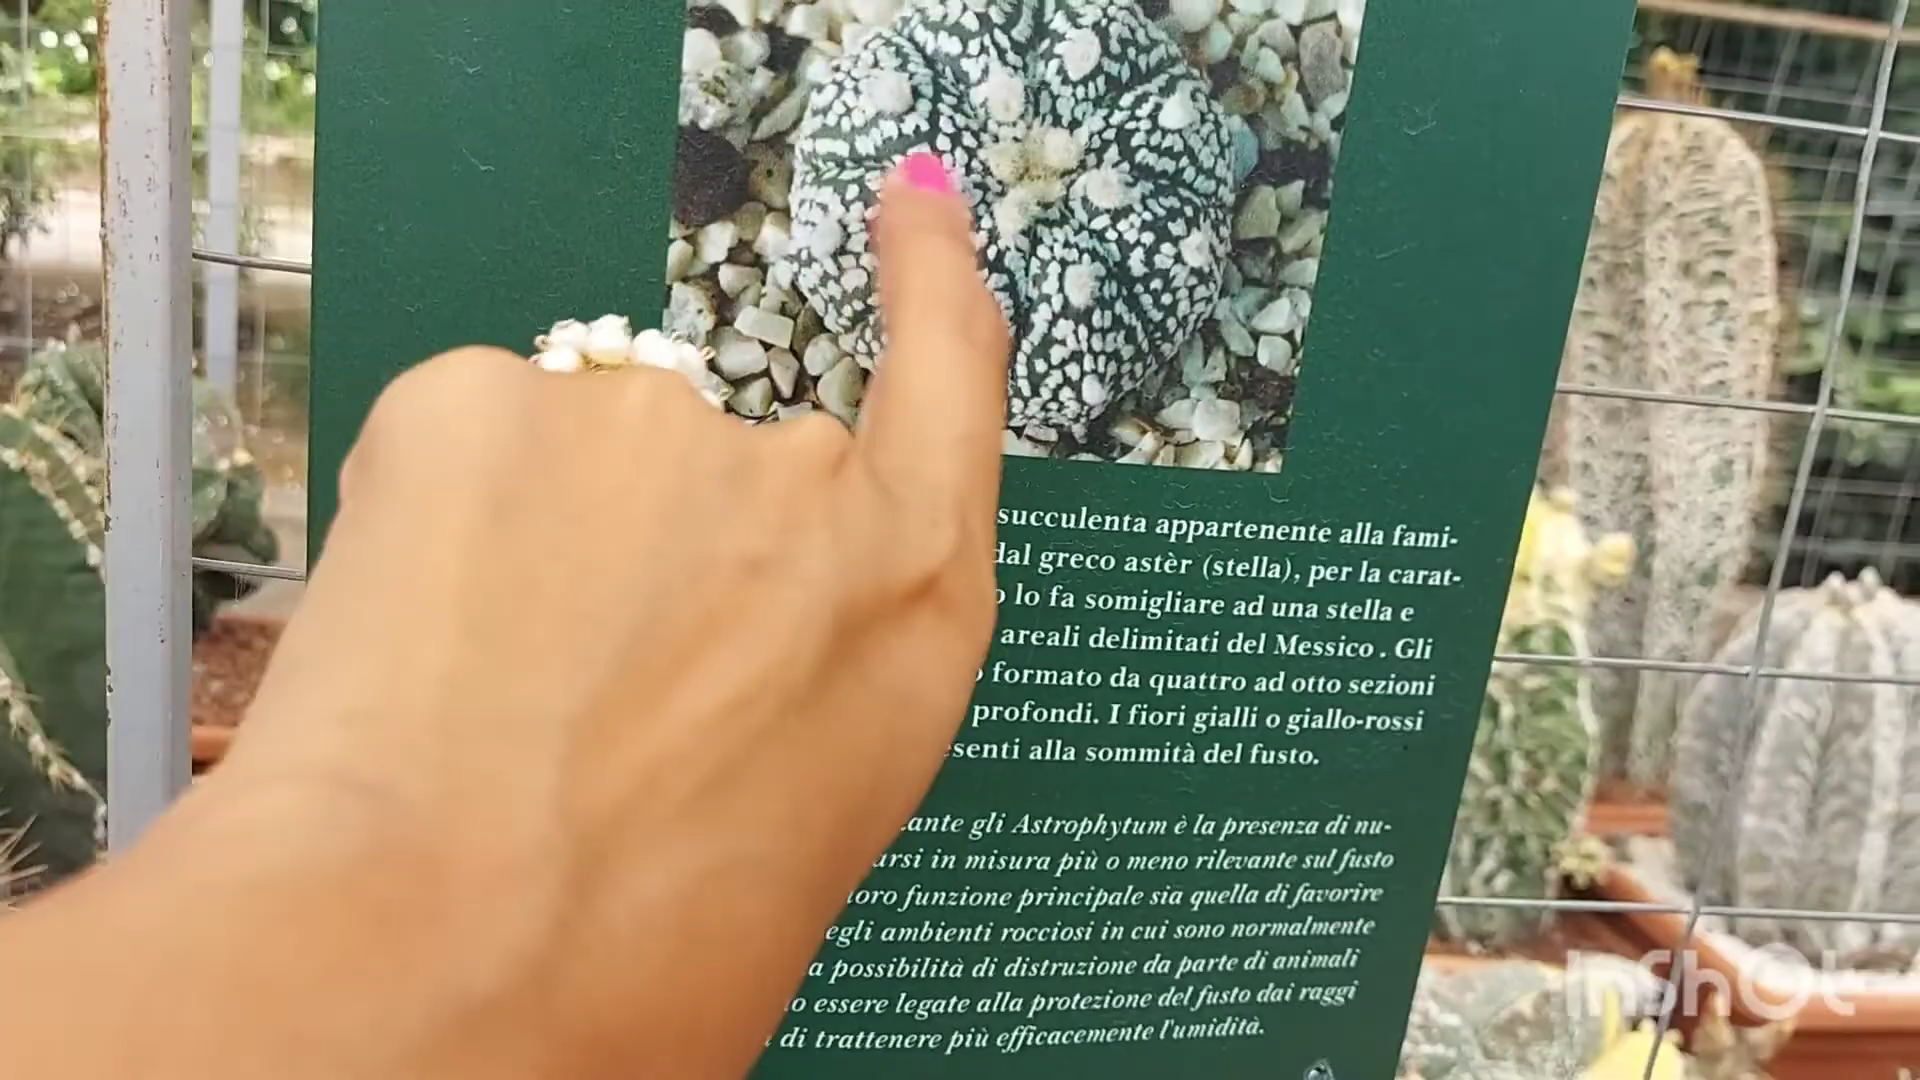 succulenta appartenente alla fami-
dal greco astèr (stella), per la carat-
lo fa somigliare ad una stella e
areali delimitati del Messico . Gli
formato da quattro ad otto sezioni
profondi. I fiori gialli o giallo-rossi
senti alla sommità del fusto.
ante gli Astrophytum è la presenza di nu-
arsi in misura più o meno rilevante sul fusto
loro funzione principale sia quella di favorire
egli ambienti rocciosi in cui sono normalmente
a possibilità di distruzione da parte di animali
o essere legate alla protezione del fusto dai raggi
di trattenere più efficacemente l'umidità.
InShOt